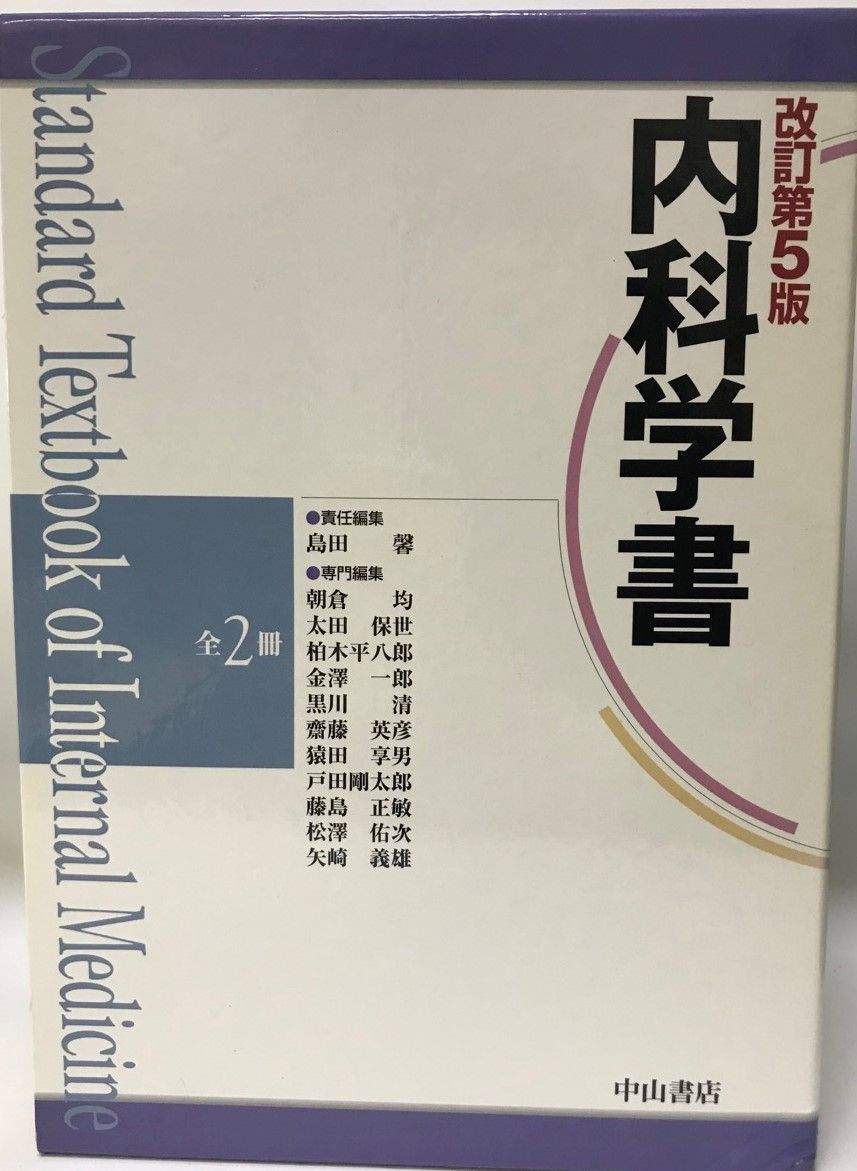 改訂第5版
内科学書
Standard Textbook of Internal Medicine
全2冊
●責任編集
島田 馨
●専門編集
朝倉 均
太田 保世
柏木平八郎
金澤 一郎
黒川 清
齋藤 英彦
猿田 享男
戸田剛太郎
藤島 正敏
松澤 佑次
矢崎 義雄
中山書店